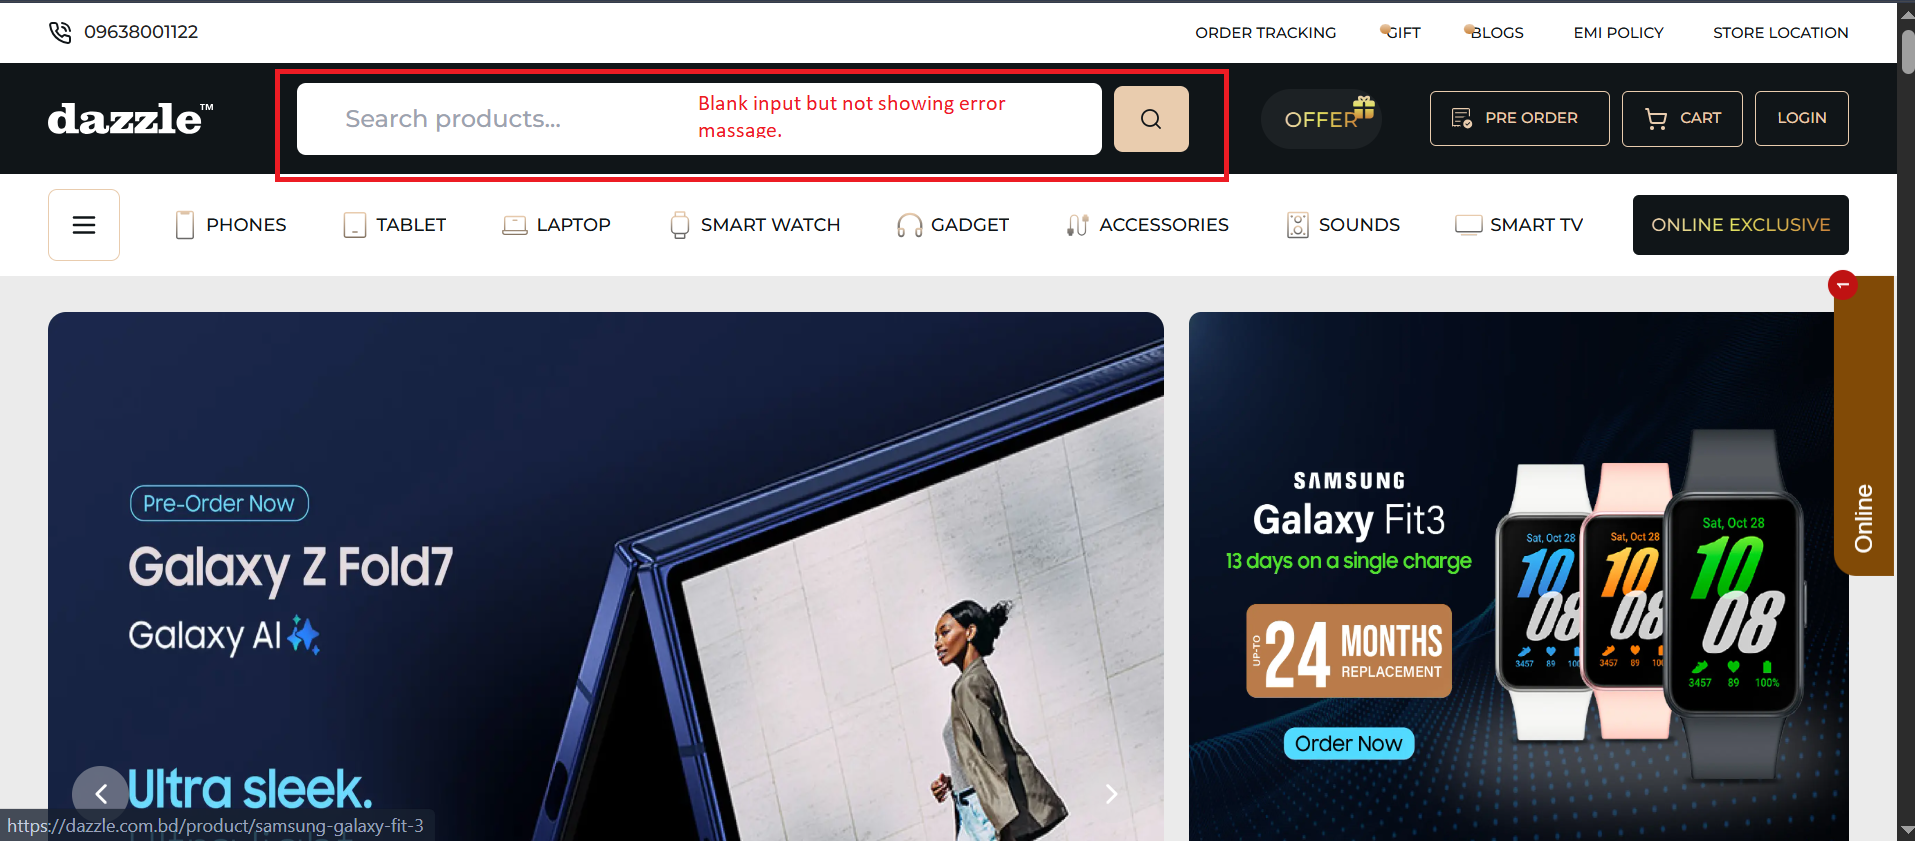 09638001122
ORDER TRACKING
GIFT
BLOGS
EMI POLICY
STORE LOCATION
dazzle™
Search products...
Blank input but not showing error
massage.
OFFER
PRE ORDER
CART
LOGIN
PHONES
TABLET
LAPTOP
SMART WATCH
GADGET
ACCESSORIES
SOUNDS
SMART TV
ONLINE EXCLUSIVE
1
Online
Pre-Order Now
Galaxy Z Fold7
Galaxy AI
Ultra sleek.
SAMSUNG
Galaxy Fit3
13 days on a single charge
UP-TO
24 MONTHS
REPLACEMENT
Order Now
Sat, Oct 28
10
08
3457 89 100
Sat, Oct 28
10
08
3457 89 10
Sat, Oct 28
10
08
3457 89 100%
https://dazzle.com.bd/product/samsung-galaxy-fit-3